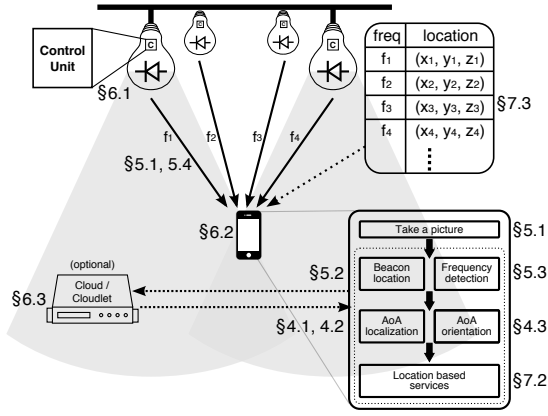 Control
Unit
C
C
C
C
§6.1
f₁
f₂
f₃
f₄
§5.1, 5.4
freq location
f₁ (x₁, y₁, z₁)
f₂ (x₂, y₂, z₂)
f₃ (x₃, y₃, z₃)
f₄ (x₄, y₄, z₄)
§7.3
§6.2
(optional)
Cloud /
Cloudlet
§6.3
§4.1, 4.2
Take a picture
§5.1
§5.2
Beacon
location
Frequency
detection
§5.3
AoA
localization
AoA
orientation
§4.3
Location based
services
§7.2